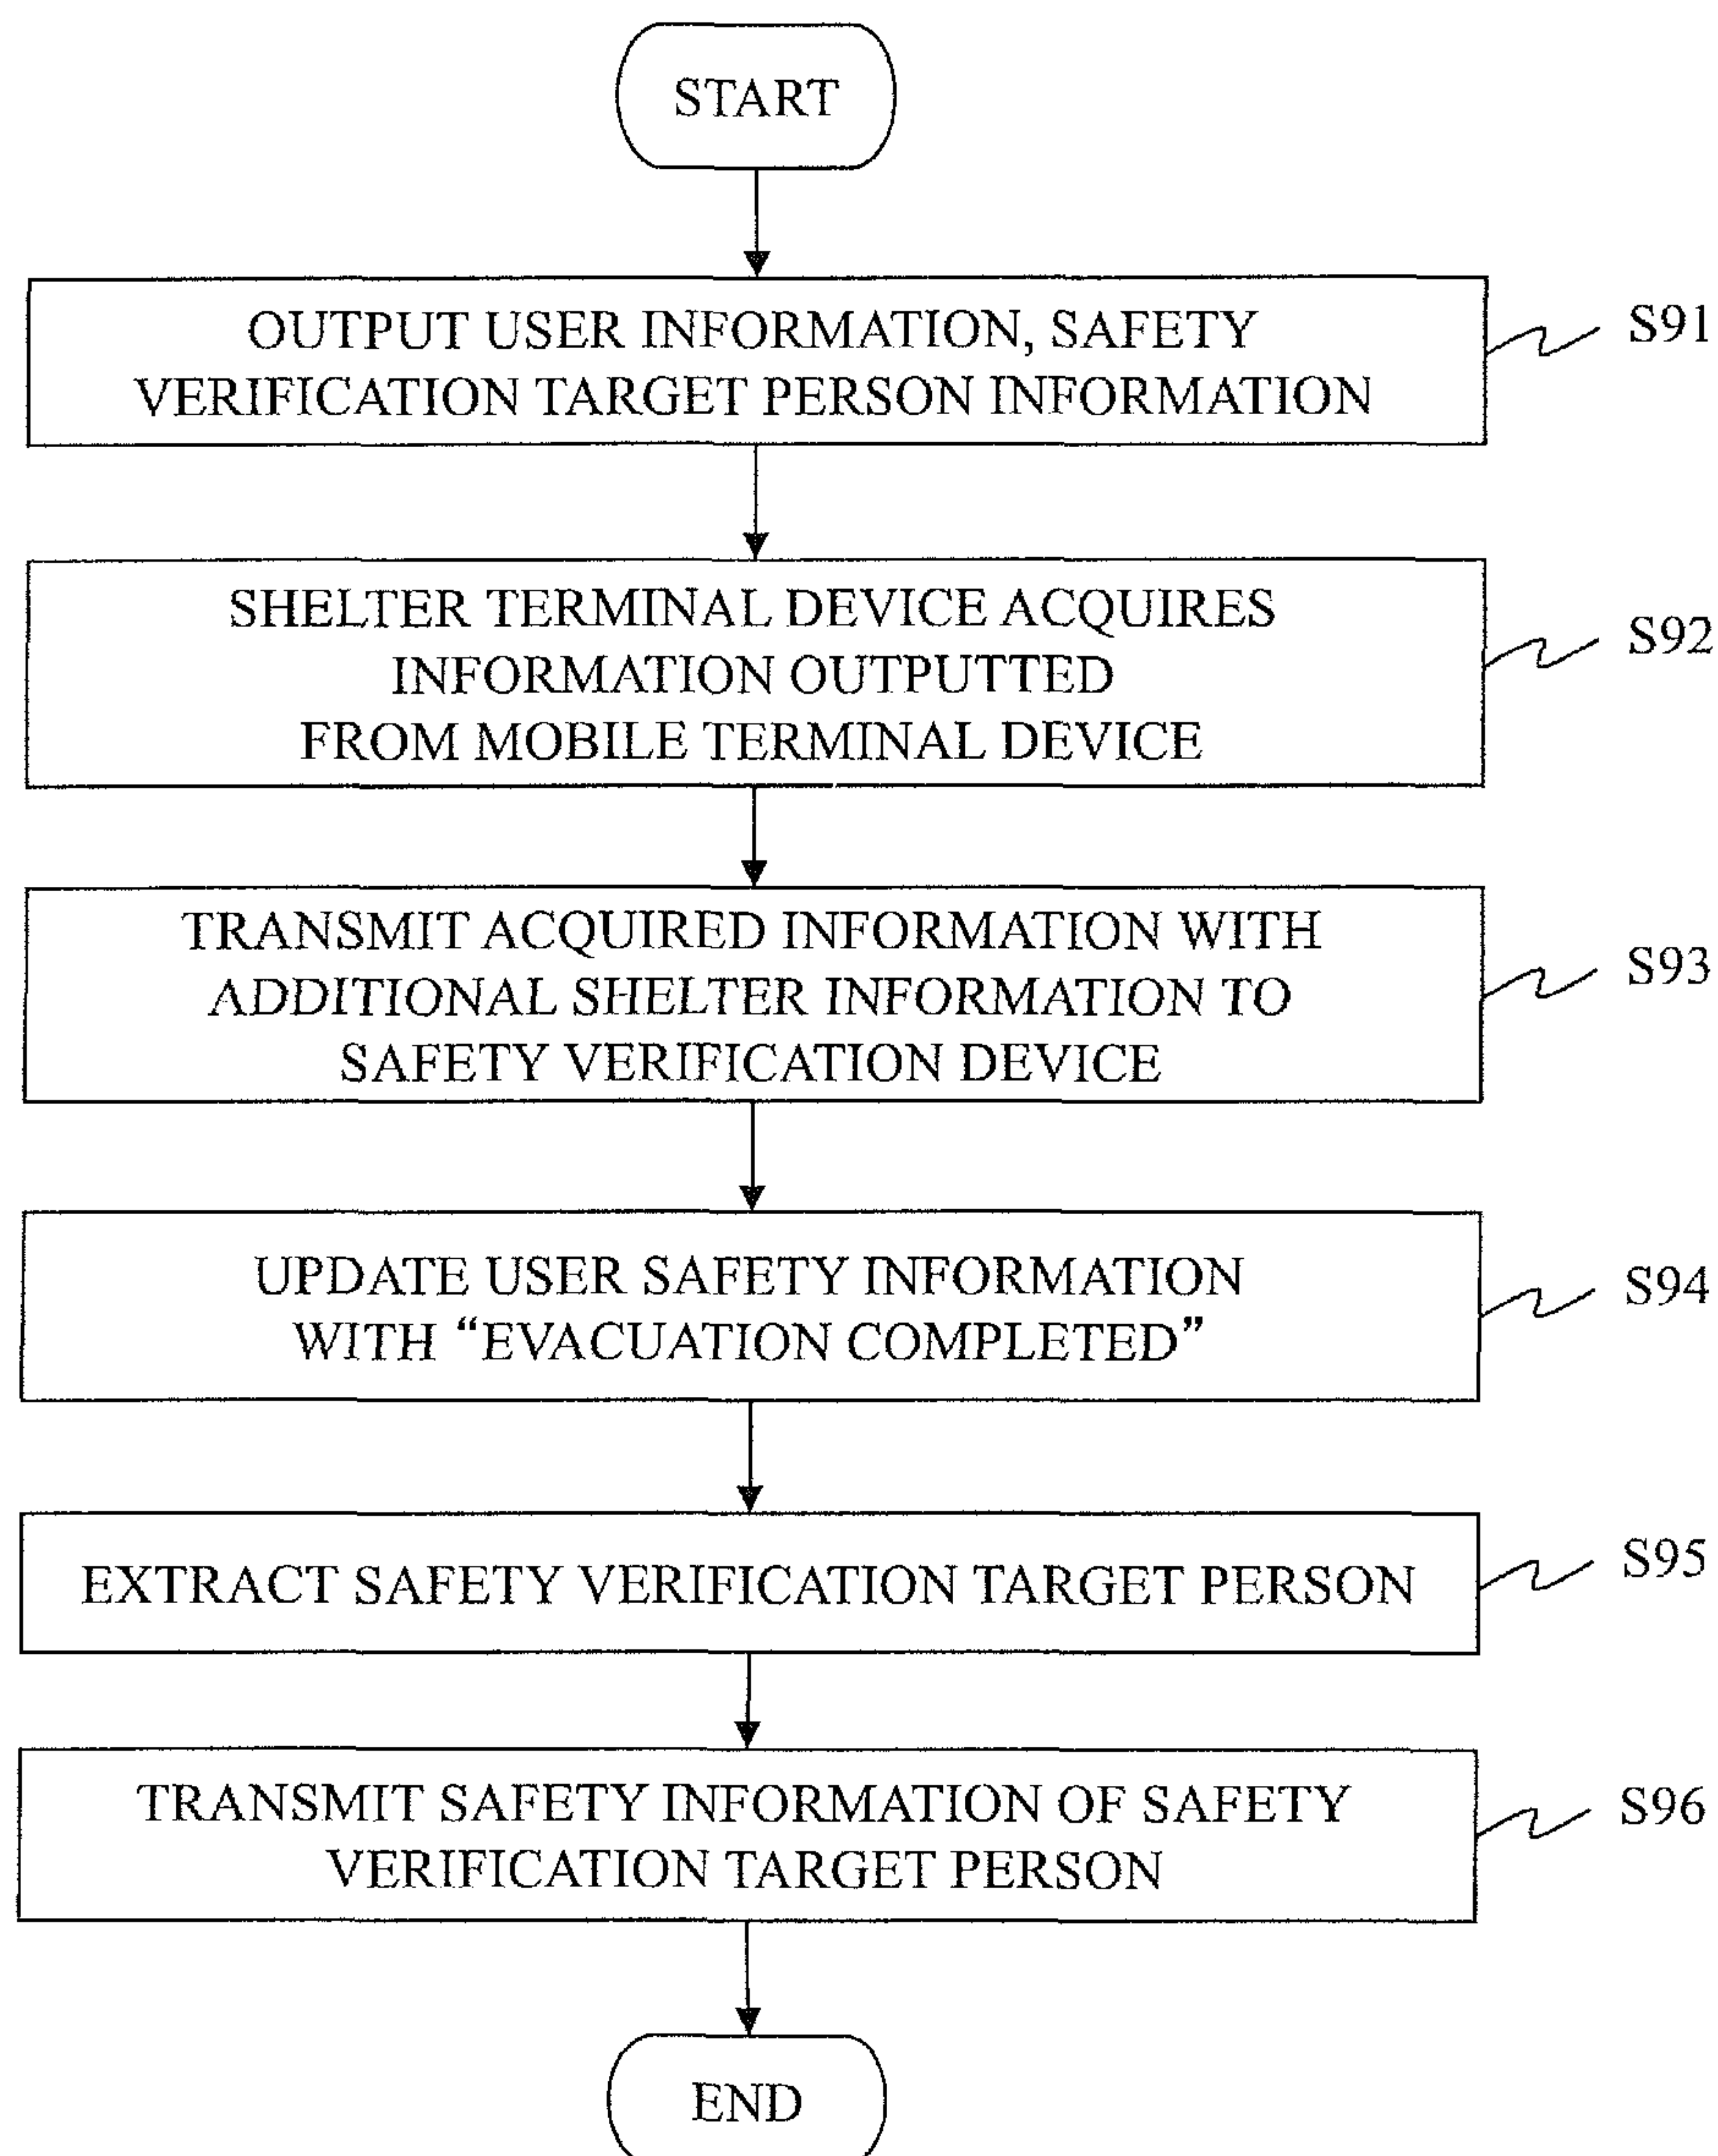 START
OUTPUT USER INFORMATION, SAFETY
VERIFICATION TARGET PERSON INFORMATION
S91
SHELTER TERMINAL DEVICE ACQUIRES
INFORMATION OUTPUTTED
FROM MOBILE TERMINAL DEVICE
S92
TRANSMIT ACQUIRED INFORMATION WITH
ADDITIONAL SHELTER INFORMATION TO
SAFETY VERIFICATION DEVICE
S93
UPDATE USER SAFETY INFORMATION
WITH “EVACUATION COMPLETED”
S94
EXTRACT SAFETY VERIFICATION TARGET PERSON
S95
TRANSMIT SAFETY INFORMATION OF SAFETY
VERIFICATION TARGET PERSON
S96
END